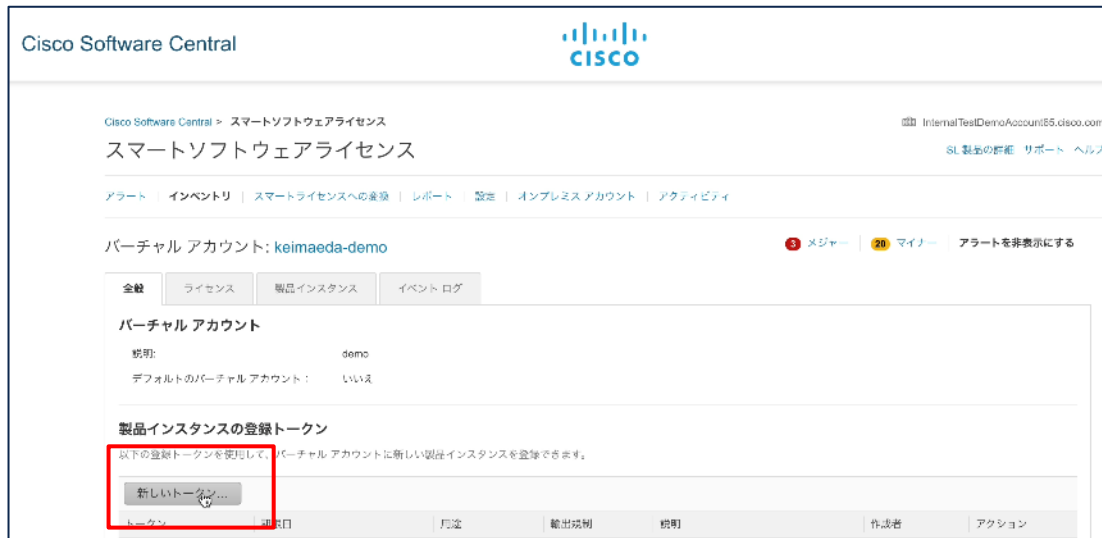 Cisco Software Central
CISCO
Cisco Software Central > スマートソフトウェアライセンス
InternalTestDemoAccount85.cisco.com
スマートソフトウェアライセンス
SL 製品の詳細 サポート ヘルプ
アラート | インベントリ | スマートライセンスへの変換 | レポート | 設定 | オンプレミス アカウント | アクティビティ
バーチャル アカウント: keimaeda-demo
3 メジャー | 20 マイナー アラートを非表示にする
全般 ライセンス 製品インスタンス イベント ログ
バーチャル アカウント
説明: demo
デフォルトのバーチャル アカウント: いいえ
製品インスタンスの登録トークン
以下の登録トークンを使用して、バーチャル アカウントに新しい製品インスタンスを登録できます。
新しいトークン...
トークン 用途 輸出規制 説明 作成者 アクション